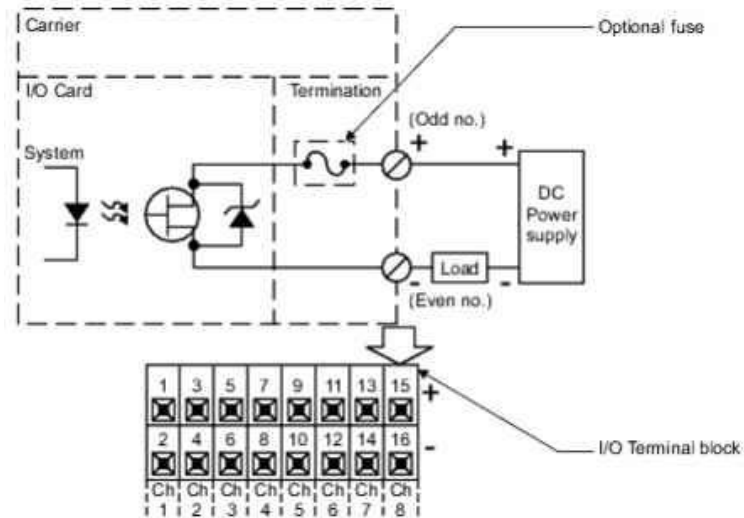 Carrier
Optional fuse
I/O Card
Termination
(Odd no.)
+ +
System
DC
Power
supply
Load
- -
(Even no.)
1 3 5 7 9 11 13 15
+
2 4 6 8 10 12 14 16
-
I/O Terminal block
Ch Ch Ch Ch Ch Ch Ch Ch
1 2 3 4 5 6 7 8